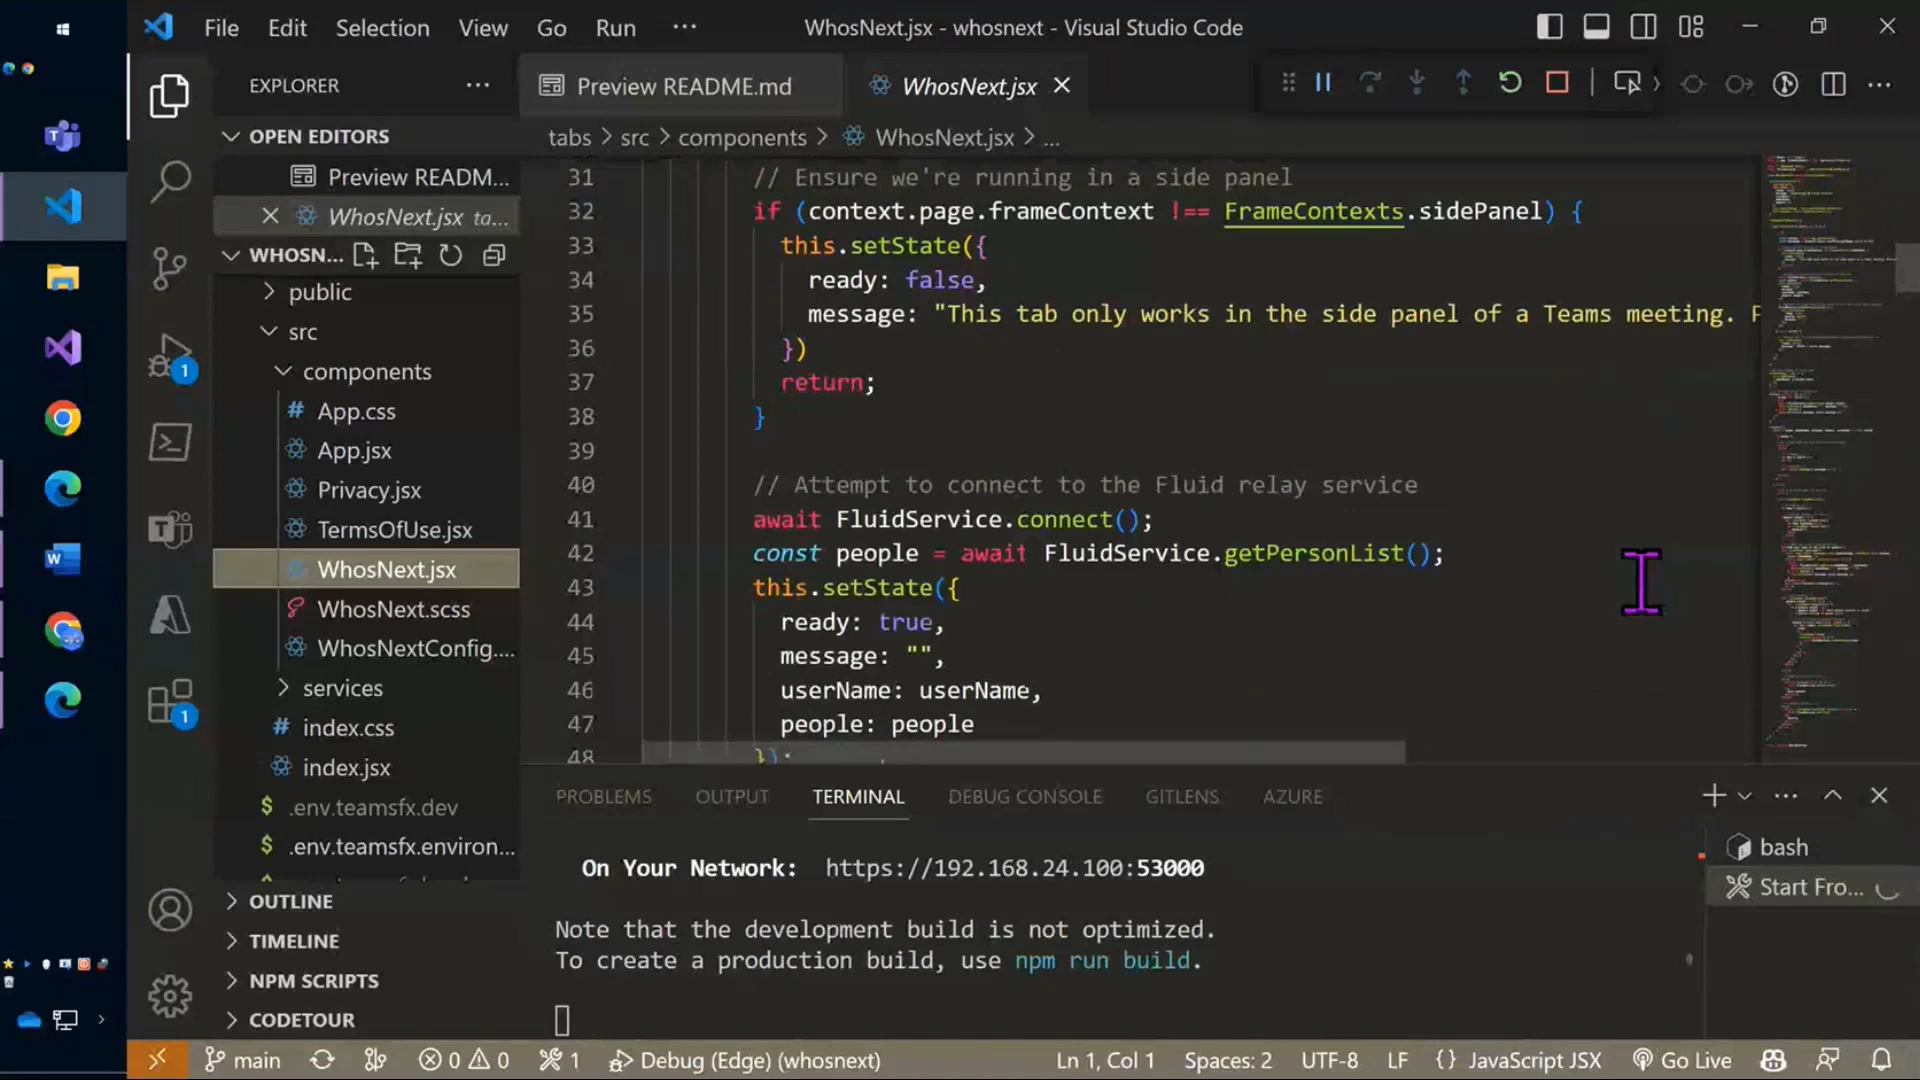 File Edit Selection View Go Run ···
WhosNext.jsx - whosnext - Visual Studio Code
EXPLORER
OPEN EDITORS
Preview READM...
WhosNext.jsx ta...
WHOSN...
public
src
components
App.css
App.jsx
Privacy.jsx
TermsOfUse.jsx
WhosNext.jsx
WhosNext.scss
WhosNextConfig....
services
index.css
index.jsx
.env.teamsfx.dev
.env.teamsfx.environ...
OUTLINE
TIMELINE
NPM SCRIPTS
CODETOUR
1
1
Preview README.md
WhosNext.jsx
tabs > src > components > WhosNext.jsx > ...
31 // Ensure we're running in a side panel
32 if (context.page.frameContext !== FrameContexts.sidePanel) {
33 this.setState({
34 ready: false,
35 message: "This tab only works in the side panel of a Teams meeting.
36 })
37 return;
38 }
39
40 // Attempt to connect to the Fluid relay service
41 await FluidService.connect();
42 const people = await FluidService.getPersonList();
43 this.setState({
44 ready: true,
45 message: "",
46 userName: userName,
47 people: people
48 });
PROBLEMS OUTPUT TERMINAL DEBUG CONSOLE GITLENS AZURE
On Your Network: https://192.168.24.100:53000
Note that the development build is not optimized.
To create a production build, use npm run build.
bash
Start Fro...
main 0 0 1 Debug (Edge) (whosnext)
Ln 1, Col 1 Spaces: 2 UTF-8 LF {} JavaScript JSX Go Live